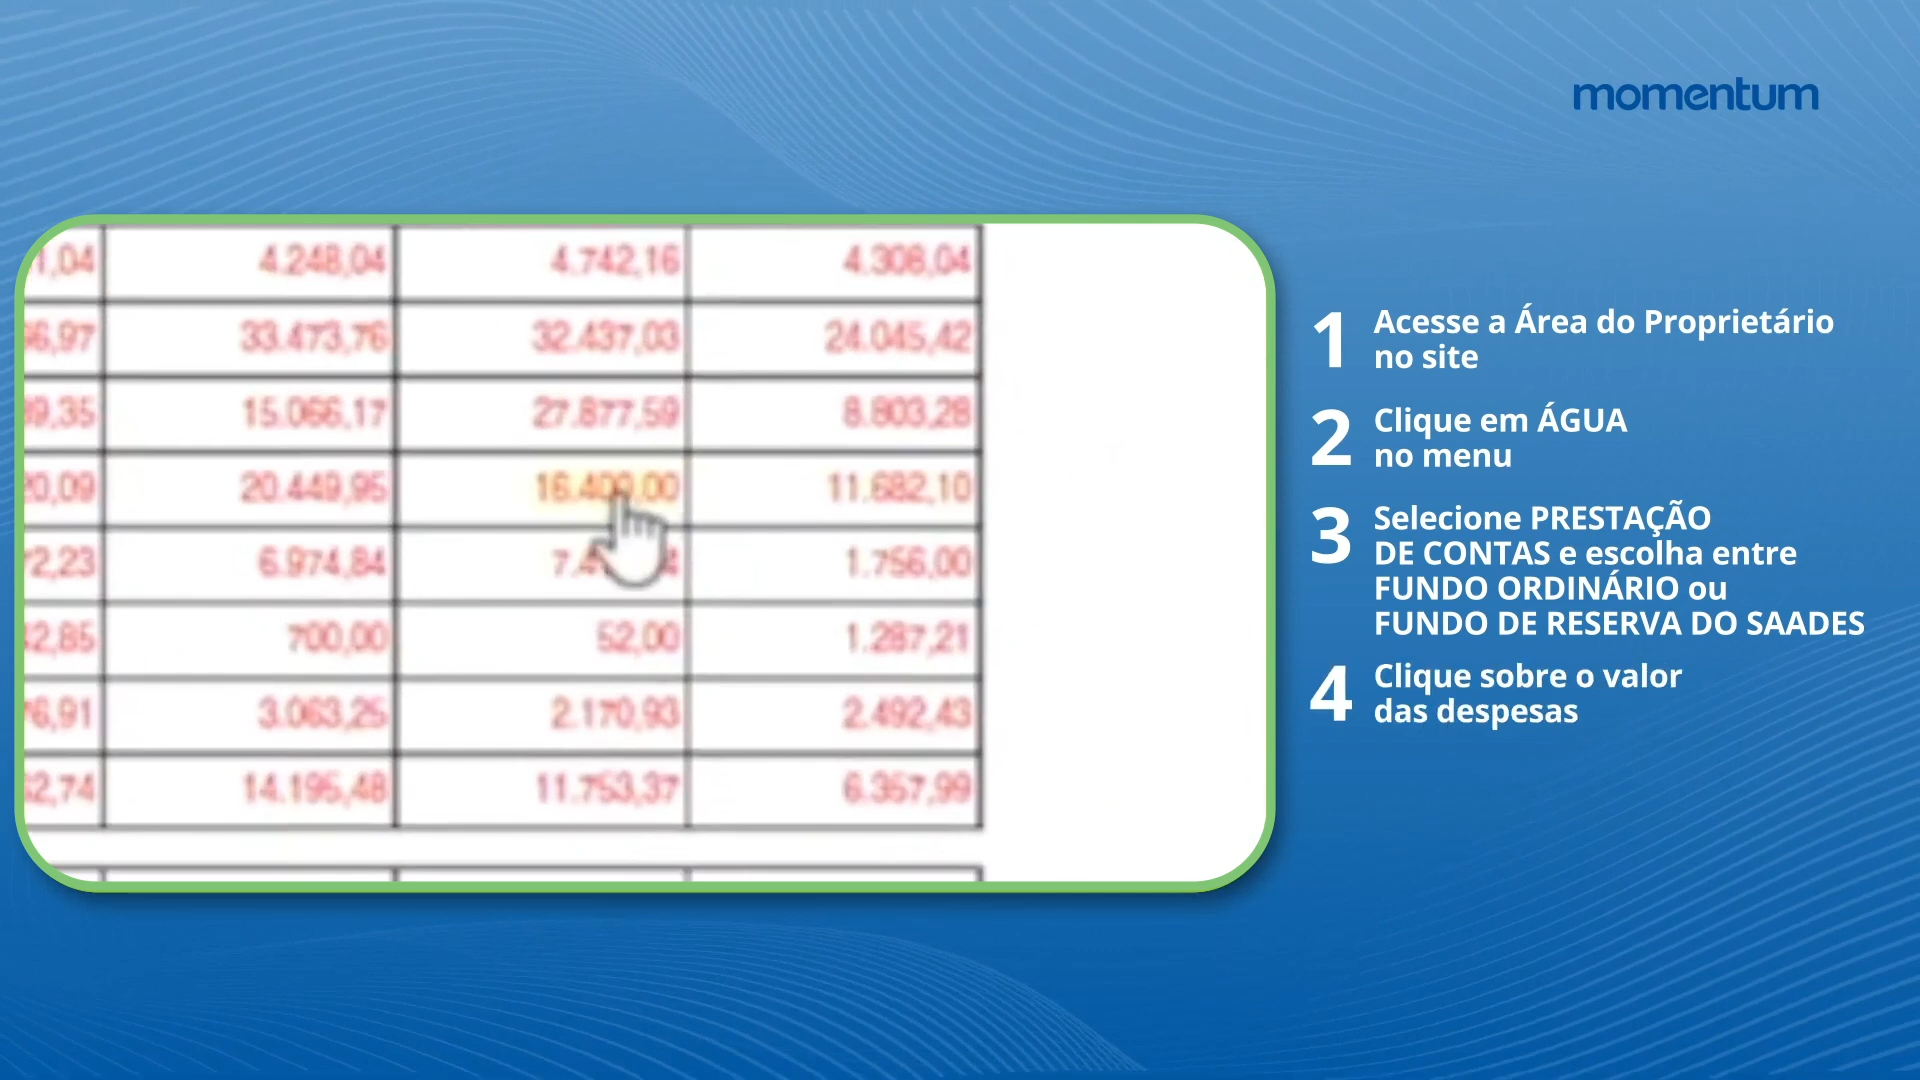 momentum
1,04 4.248,04 4.742,16 4.308,04
6,97 33.473,76 32.437,03 24.045,42
9,35 15.066,17 27.877,59 8.803,28
0,09 20.449,95 16.409,00 11.682,10
2,23 6.974,84 1.756,00
2,85 700,00 52,00 1.287,21
6,91 3.063,25 2.170,93 2.492,43
2,74 14.195,48 11.753,37 6.357,99
1 Acesse a Área do Proprietário
no site
2 Clique em ÁGUA
no menu
3 Selecione PRESTAÇÃO
DE CONTAS e escolha entre
FUNDO ORDINÁRIO ou
FUNDO DE RESERVA DO SAADES
4 Clique sobre o valor
das despesas